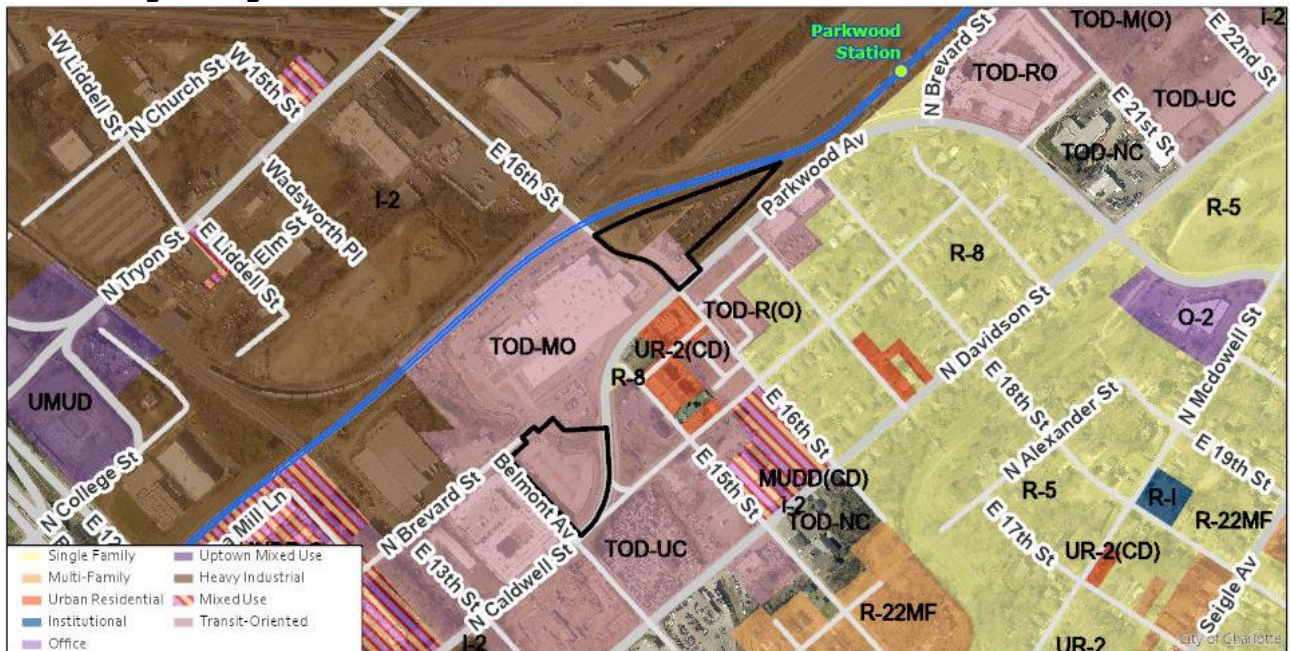 TOD-M(O)
I-2
E 22nd St
Parkwood
Station
N Brevard St
TOD-RO
W Liddell St
N Church St
W 15th St
E 21st St
TOD-UC
TOD-NC
E 16th St
Parkwood Av
Wadsworth Pl
I-2
R-5
R-8
E Liddell St
Elm St
N Tryon St
TOD-R(O)
N Davidson St
O-2
N Mcdowell St
TOD-MO
UR-2(CD)
R-8
UMUD
E 18th St
N Alexander St
E 16th St
E 19th St
N College St
Belmont Av
MUDD(CD)
R-5
R-I
N Brevard St
E 15th St
I-2
TOD-NC
R-22MF
E 17th St
Mill Ln
TOD-UC
UR-2(CD)
E 13th St
N Caldwell St
Seigle Av
R-22MF
I-2
UR-2
Single Family
Multi-Family
Urban Residential
Institutional
Office
Uptown Mixed Use
Heavy Industrial
Mixed Use
Transit-Oriented
City of Charlotte